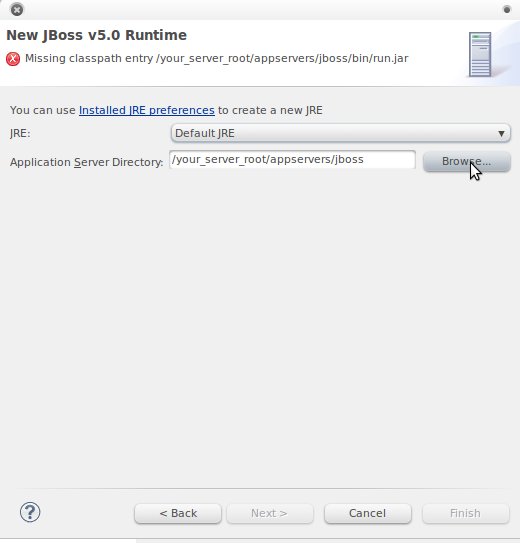 New JBoss v5.0 Runtime
Missing classpath entry /your_server_root/appservers/jboss/bin/run.jar
You can use Installed JRE preferences to create a new JRE
JRE: Default JRE
Application Server Directory: /your_server_root/appservers/jboss Browse...
? < Back Next > Cancel Finish